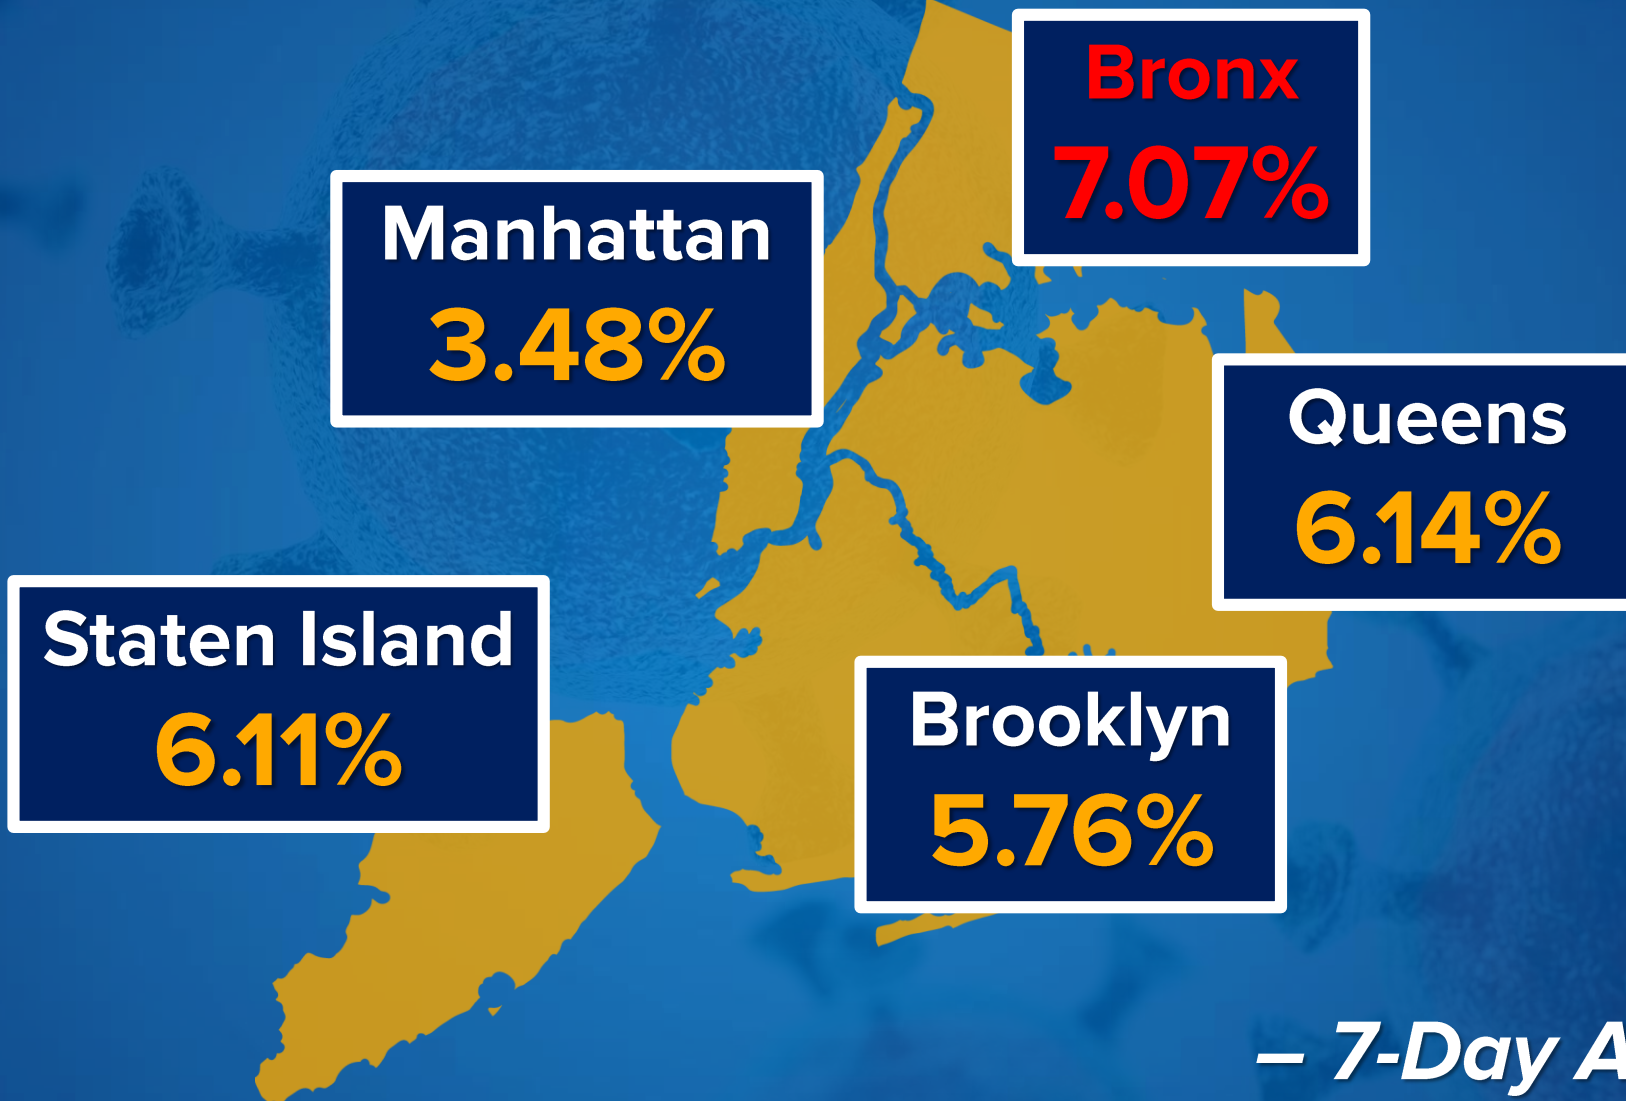 Bronx
7.07%
Manhattan
3.48%
Queens
6.14%
Staten Island
6.11%
Brooklyn
5.76%
– 7-Day A